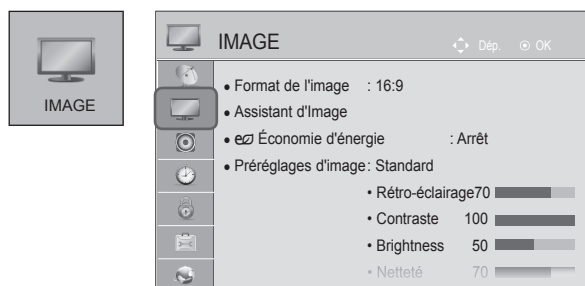 IMAGE
IMAGE
Dép. OK
• Format de l'image : 16:9
• Assistant d'Image
• Économie d'énergie : Arrêt
• Préréglages d'image: Standard
• Rétro-éclairage70
• Contraste 100
• Brightness 50
• Netteté 70